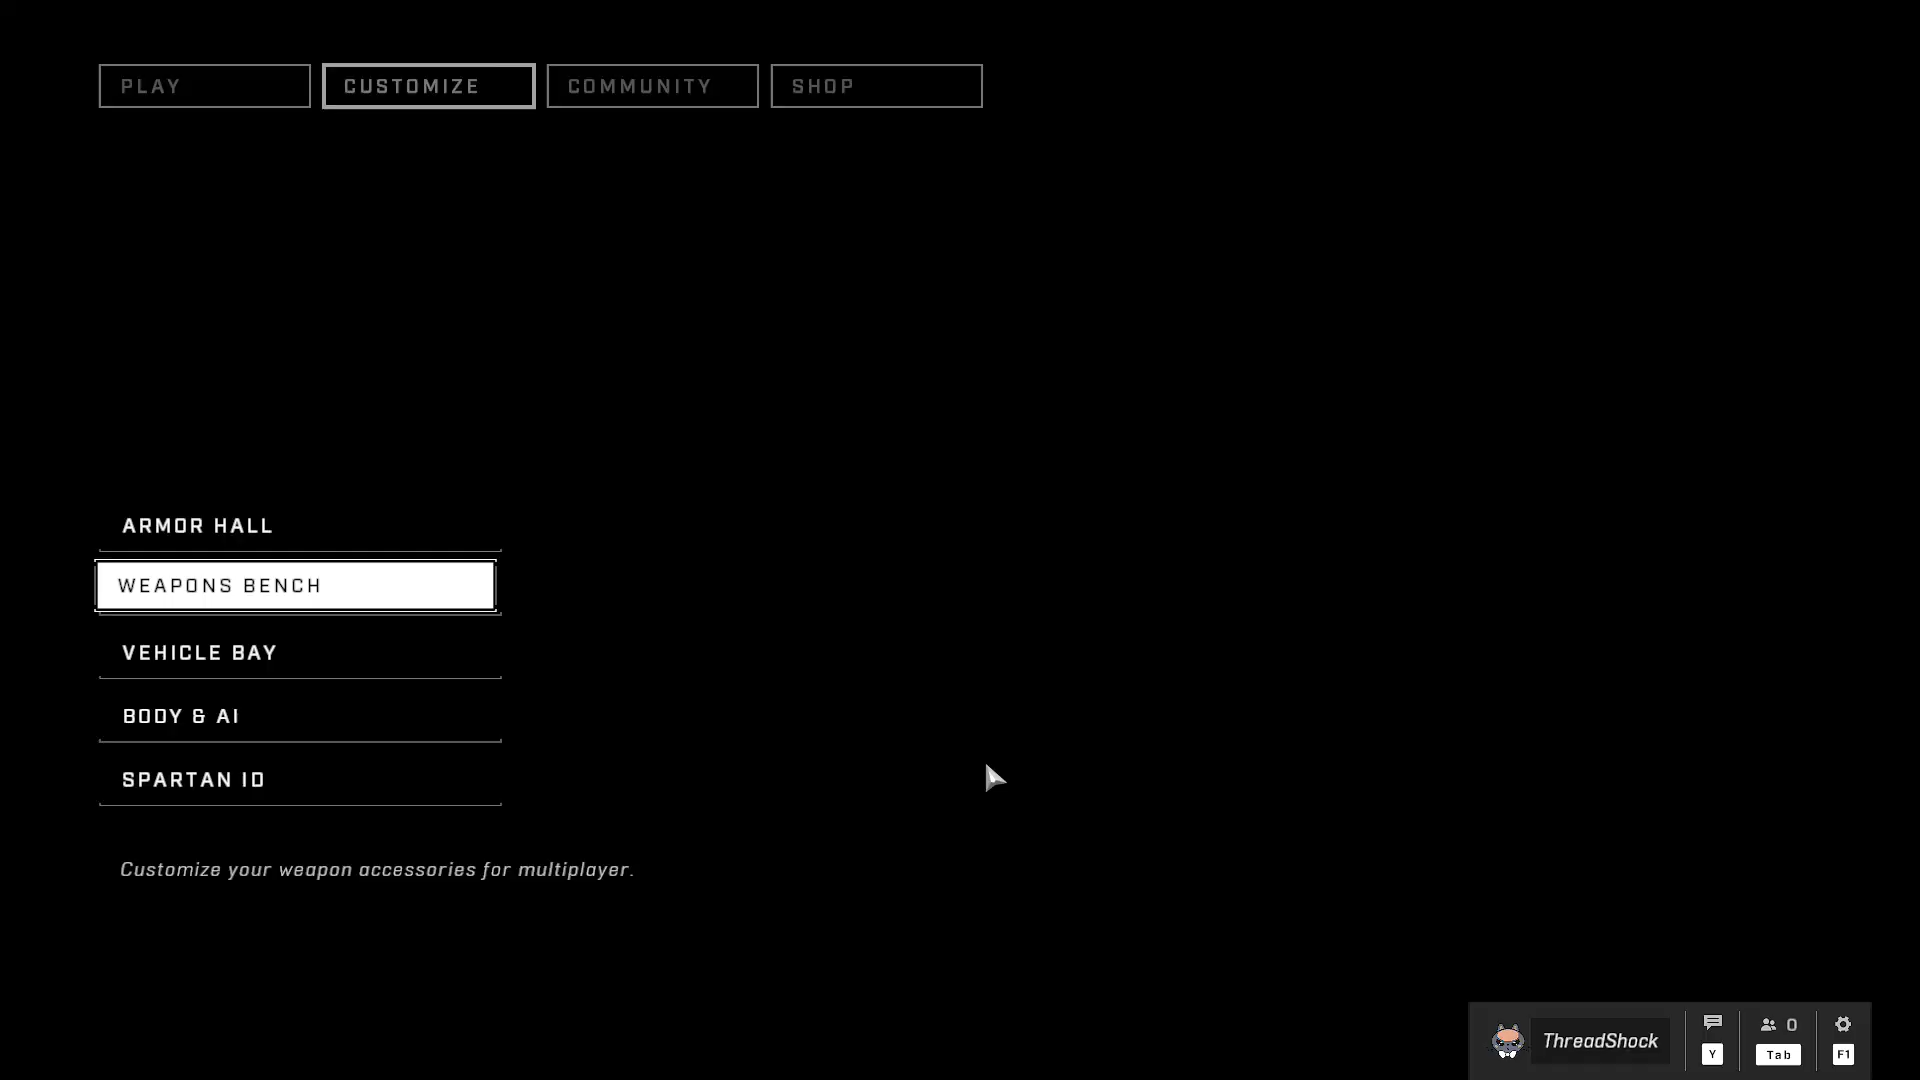 PLAY
CUSTOMIZE
COMMUNITY
SHOP
ARMOR HALL
WEAPONS BENCH
VEHICLE BAY
BODY & AI
SPARTAN ID
Customize your weapon accessories for multiplayer.
ThreadShock
0
Y
Tab
F1